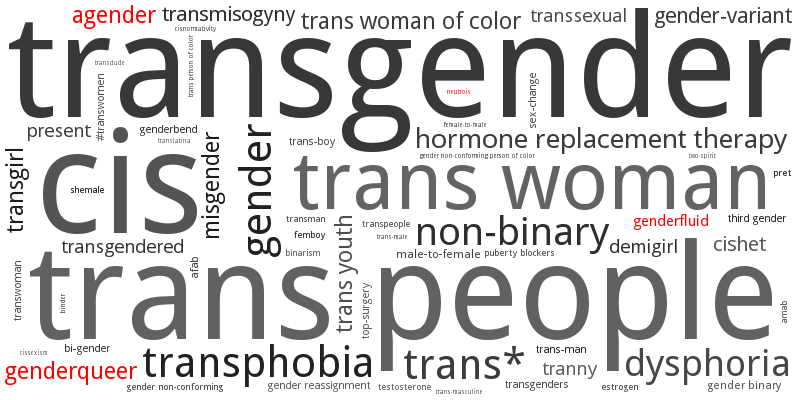 agender
transmisogyny
trans woman of color
transsexual
gender-variant
cisnormativity
transgender
transdude
trans person of color
#transwomen
neutrois
sex-change
female-to-male
present
genderbend
translatina
trans-boy
hormone replacement therapy
cis
misgender
gender
gender non-conforming person of color
two-spirit
transgirl
shemale
trans woman
pret
transman
transpeople
femboy
trans-male
non-binary
genderfluid
third gender
transgendered
binarism
trans youth
male-to-female
puberty blockers
demigirl
cishet
transwoman
binder
afab
trans people
top-surgery
amab
cissexism
bi-gender
genderqueer
transphobia
trans*
trans-man
tranny
dysphoria
gender non-conforming
gender reassignment
testosterone
trans-masculine
transgenders
estrogen
gender binary